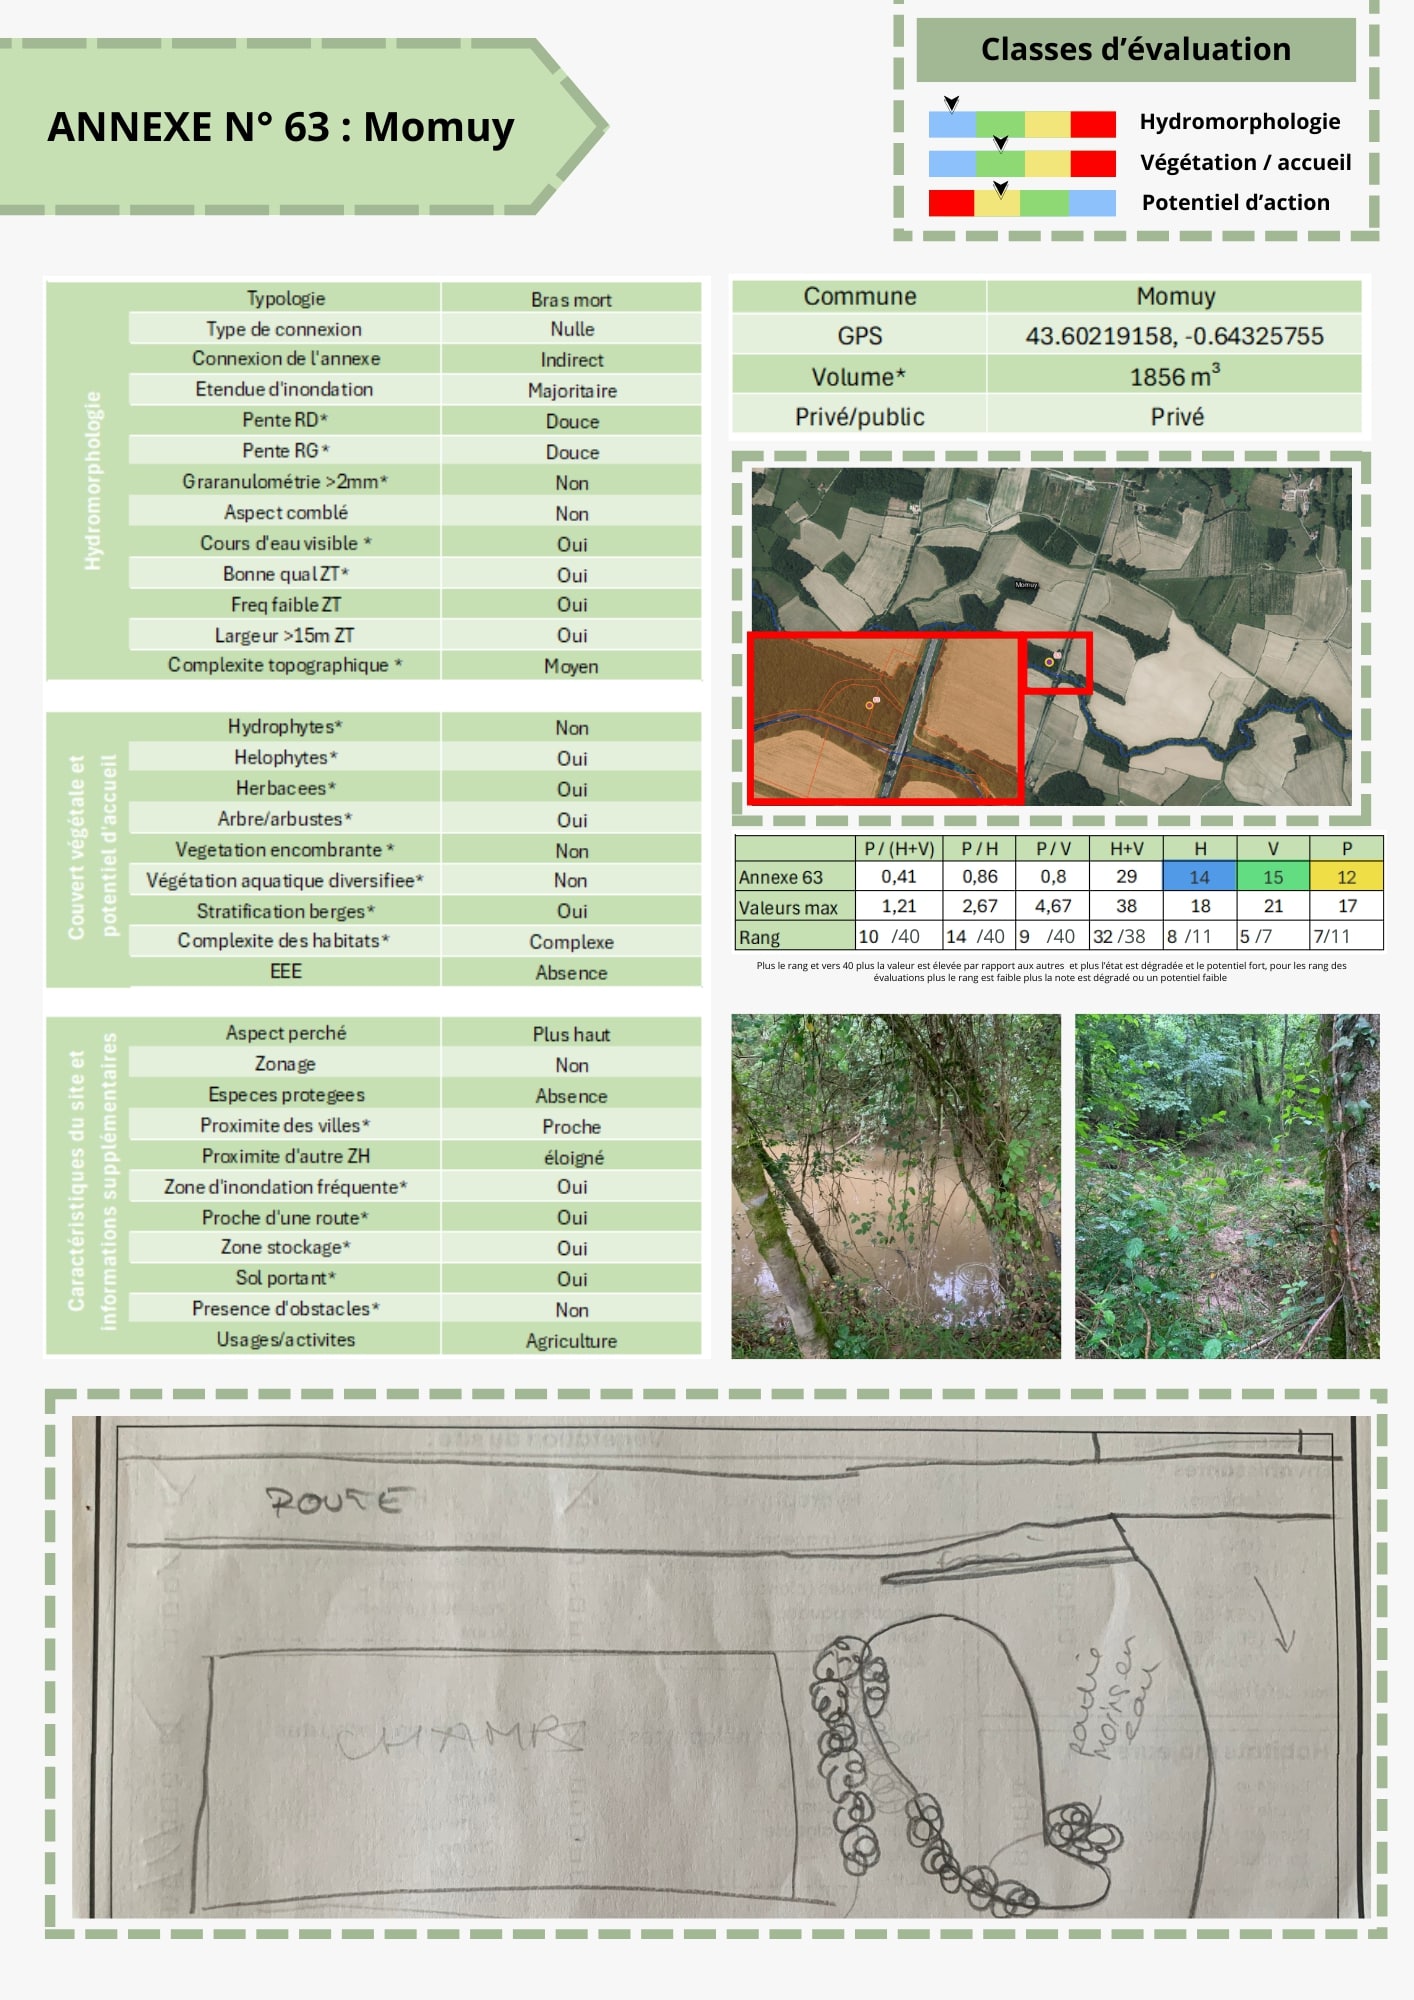 ANNEXE N° 63 : Momuy
Classes d’évaluation
Hydromorphologie
Végétation / accueil
Potentiel d’action
Hydromorphologie
Typologie Bras mort
Type de connexion Nulle
Connexion de l'annexe Indirect
Etendue d'inondation Majoritaire
Pente RD* Douce
Pente RG* Douce
Graranulométrie >2mm* Non
Aspect comblé Non
Cours d'eau visible * Oui
Bonne qual ZT* Oui
Freq faible ZT Oui
Largeur >15m ZT Oui
Complexite topographique * Moyen
Couvert végétale et
potentiel d'accueil
Hydrophytes* Non
Helophytes* Oui
Herbacees* Oui
Arbre/arbustes* Oui
Vegetation encombrante * Non
Végétation aquatique diversifiee* Non
Stratification berges* Oui
Complexite des habitats* Complexe
EEE Absence
Caractéristiques du site et
informations supplémentaires
Aspect perché Plus haut
Zonage Non
Especes protegees Absence
Proximite des villes* Proche
Proximite d'autre ZH éloigné
Zone d'inondation fréquente* Oui
Proche d'une route* Oui
Zone stockage* Oui
Sol portant* Oui
Presence d'obstacles* Non
Usages/activites Agriculture
Commune Momuy
GPS 43.60219158, -0.64325755
Volume* 1856 m³
Privé/public Privé
Momuy
P / (H+V) P / H P / V H+V H V P
Annexe 63 0,41 0,86 0,8 29 14 15 12
Valeurs max 1,21 2,67 4,67 38 18 21 17
Rang 10 /40 14 /40 9 /40 32 /38 8 /11 5 /7 7/11
Plus le rang et vers 40 plus la valeur est élevée par rapport aux autres et plus l’état est dégradée et le potentiel fort, pour les rang des
évaluations plus le rang est faible plus la note est dégradé ou un potentiel faible
ROUTE
CHAMPS
partie
moins en
eau